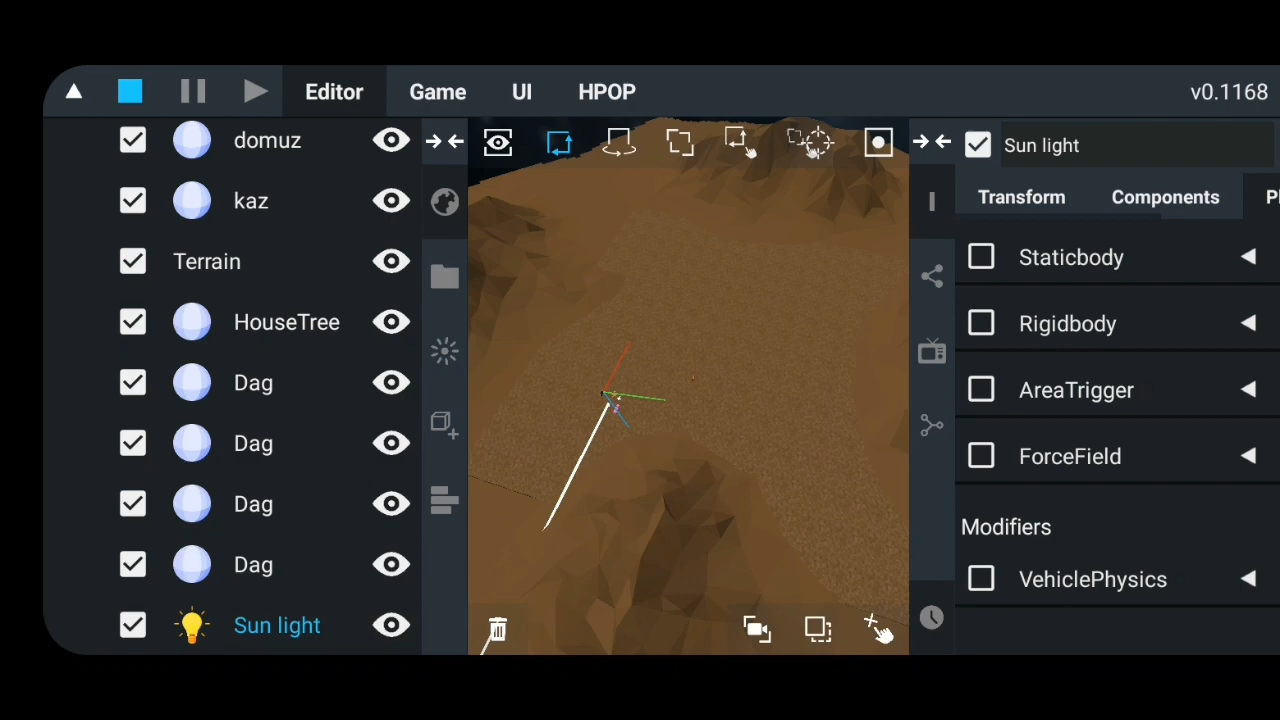 Editor Game UI HPOP v0.1168
domuz
kaz
Terrain
HouseTree
Dag
Dag
Dag
Dag
Sun light
Sun light
Transform Components
Staticbody
Rigidbody
AreaTrigger
ForceField
Modifiers
VehiclePhysics